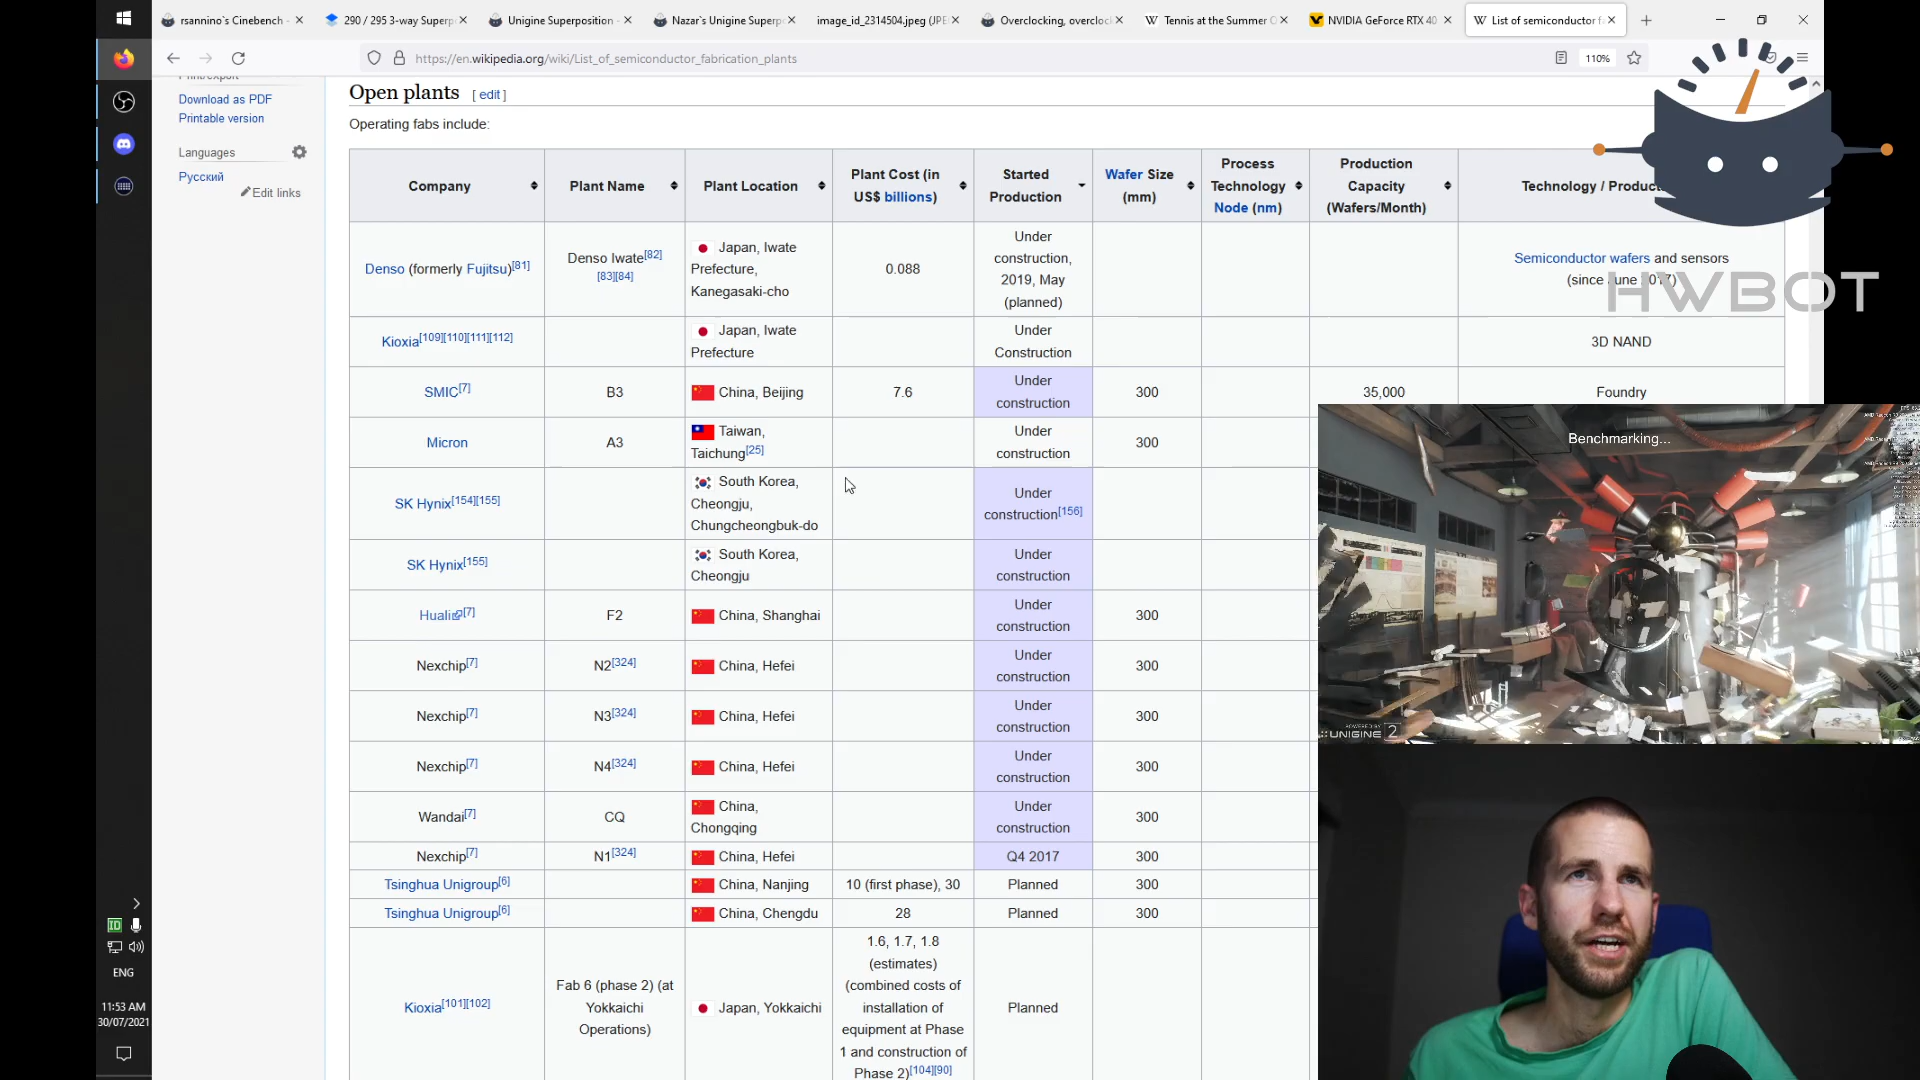 rsannino`s Cinebench -
290 / 295 3-way Superp
Unigine Superposition -
Nazar`s Unigine Superp
image_id_2314504.jpeg (JPE
Overclocking, overcloc
Tennis at the Summer O
NVIDIA GeForce RTX 40
List of semiconductor f
https://en.wikipedia.org/wiki/List_of_semiconductor_fabrication_plants
110%
Print/export
Download as PDF
Printable version
Languages
Русский
Edit links
Open plants [ edit ]
Operating fabs include:
Company
Plant Name
Plant Location
Plant Cost (in
US$ billions)
Started
Production
Wafer Size
(mm)
Process
Technology
Node (nm)
Production
Capacity
(Wafers/Month)
Technology / Product
Denso (formerly Fujitsu)[81]
Denso Iwate[82]
[83][84]
Japan, Iwate
Prefecture,
Kanegasaki-cho
0.088
Under
construction,
2019, May
(planned)
Semiconductor wafers and sensors
(since June 2017)
HWBOT
Kioxia[109][110][111][112]
Japan, Iwate
Prefecture
Under
Construction
3D NAND
SMIC[7]
B3
China, Beijing
7.6
Under
construction
300
35,000
Foundry
Micron
A3
Taiwan,
Taichung[25]
Under
construction
300
SK Hynix[154][155]
South Korea,
Cheongju,
Chungcheongbuk-do
Under
construction[156]
SK Hynix[155]
South Korea,
Cheongju
Under
construction
Huali[7]
F2
China, Shanghai
Under
construction
300
Nexchip[7]
N2[324]
China, Hefei
Under
construction
300
Nexchip[7]
N3[324]
China, Hefei
Under
construction
300
Nexchip[7]
N4[324]
China, Hefei
Under
construction
300
Wandai[7]
CQ
China,
Chongqing
Under
construction
300
Nexchip[7]
N1[324]
China, Hefei
Q4 2017
300
Tsinghua Unigroup[6]
China, Nanjing
10 (first phase), 30
Planned
300
Tsinghua Unigroup[6]
China, Chengdu
28
Planned
300
Kioxia[101][102]
Fab 6 (phase 2) (at
Yokkaichi
Operations)
Japan, Yokkaichi
1.6, 1.7, 1.8
(estimates)
(combined costs of
installation of
equipment at Phase
1 and construction of
Phase 2)[104][90]
Planned
Benchmarking...
POWERED BY
UNIGINE 2
ENG
11:53 AM
30/07/2021